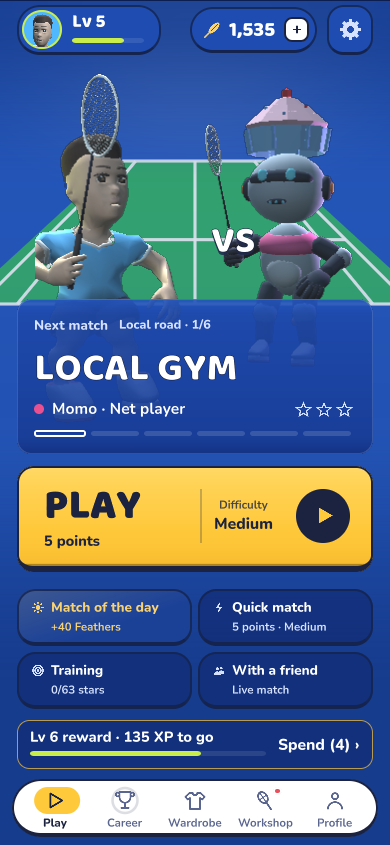 Lv 5
1,535 +
VS
Next match Local road · 1/6
LOCAL GYM
Momo · Net player
PLAY
5 points
Difficulty
Medium
Match of the day
+40 Feathers
Quick match
5 points · Medium
Training
0/63 stars
With a friend
Live match
Lv 6 reward · 135 XP to go
Spend (4) ›
Play Career Wardrobe Workshop Profile